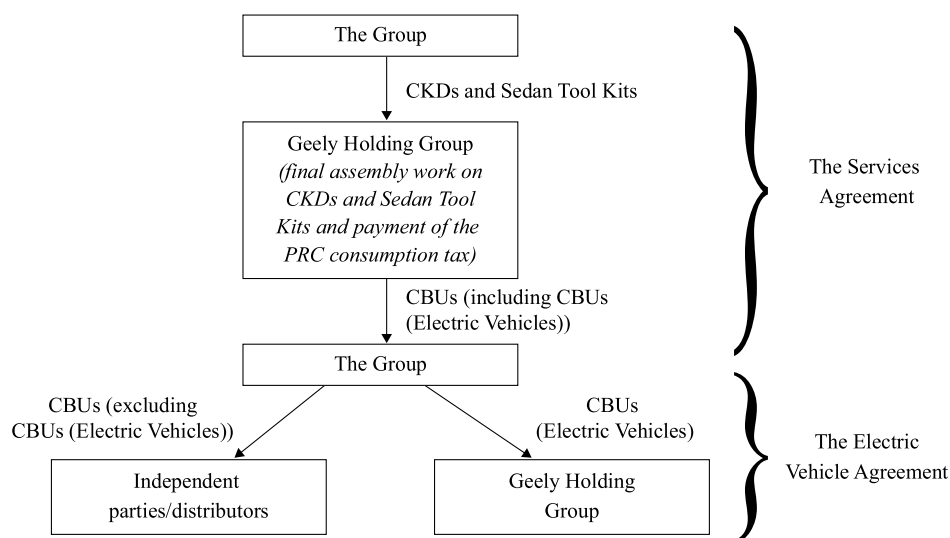 The Group
CKDs and Sedan Tool Kits
Geely Holding Group
(final assembly work on
CKDs and Sedan Tool
Kits and payment of the
PRC consumption tax)
The Services
Agreement
CBUs (including CBUs
(Electric Vehicles))
The Group
CBUs (excluding
CBUs (Electric Vehicles))
CBUs
(Electric Vehicles)
The Electric
Vehicle Agreement
Independent
parties/distributors
Geely Holding
Group